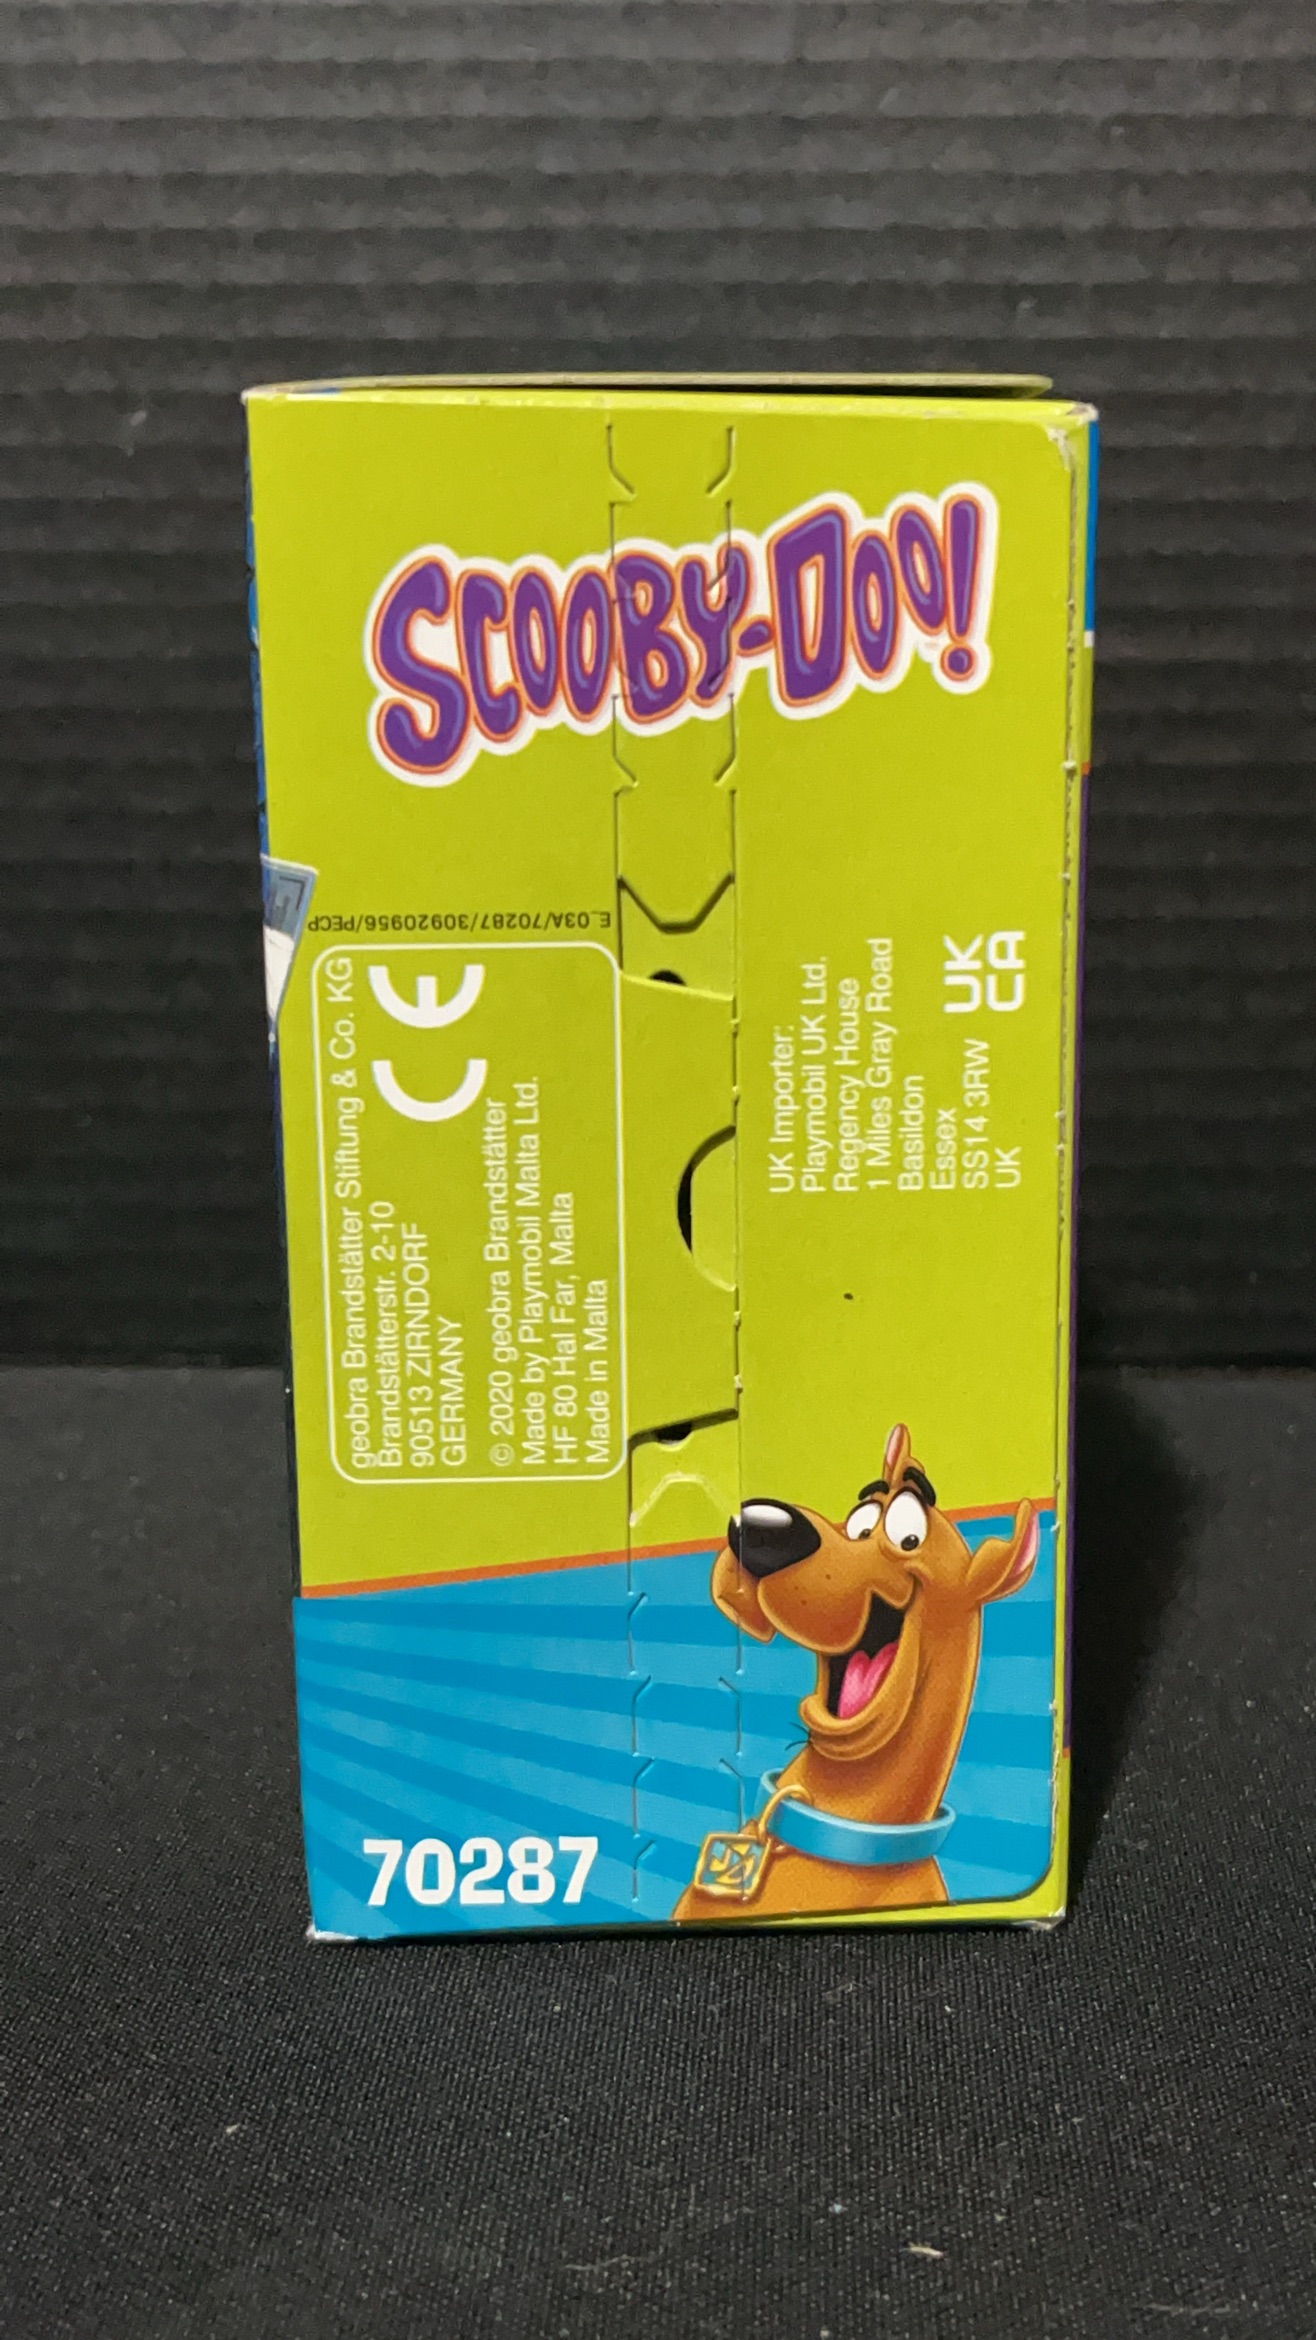 SCOOBY-DOO!
E_03A/70287/30920956/PECP
geobra Brandstätter Stiftung & Co. KG
Brandstätterstr. 2-10
90513 ZIRNDORF
GERMANY
CE
© 2020 geobra Brandstätter
Made by Playmobil Malta Ltd.
HF 80 Hal Far, Malta
Made in Malta
UK Importer:
Playmobil UK Ltd.
Regency House
1 Miles Gray Road
Basildon
Essex
SS14 3RW
UK
UK
CA
70287
SD